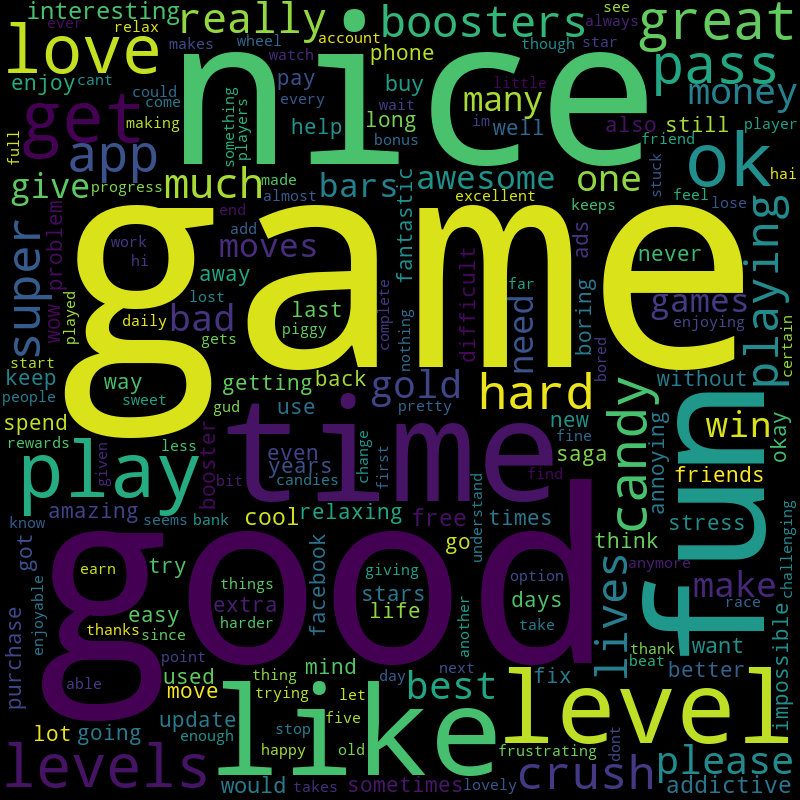 interesting
ever
relax
really
boosters
see
always
great
love
nice
makes
wheel
account
watch
though
star
phone
pass
enjoy
cant
could
come
pay
every
buy
little
many
money
get
making
something
players
help
wait
im
long
well
bonus
also
still
player
friend
full
app
give
progress
much
made
almost
bars
awesome
excellent
one
keeps
stuck
feel
lose
ok
hai
super
problem
wow
played
work
hi
end
add
moves
game
fantastic
complete
nothing
difficult
far
need
boring
ads
never
games
enjoying
playing
certain
away
lost
bad
gets
daily
last
piggy
start
keep
people
way
sweet
getting
gud
back
gold
use
pretty
hard
bored
without
candy
win
okay
spend
rewards
less
play
time
even
years
candies
change
first
booster
given
bit
new
fine
saga
find
annoying
friends
fun
amazing
know
seems
bank
cool
relaxing
free
times
go
understand
think
stress
challenging
got
enjoyable
earn
try
things
extra
harder
facebook
giving
stars
life
option
days
take
anymore
race
make
lives
thanks
easy
since
good
another
thank
beat
want
impossible
purchase
able
point
used
move
thing
trying
mind
let
day
best
next
fix
better
level
lot
going
update
enough
stop
five
like
happy
old
frustrating
dont
please
levels
would
takes
sometimes
lovely
crush
addictive